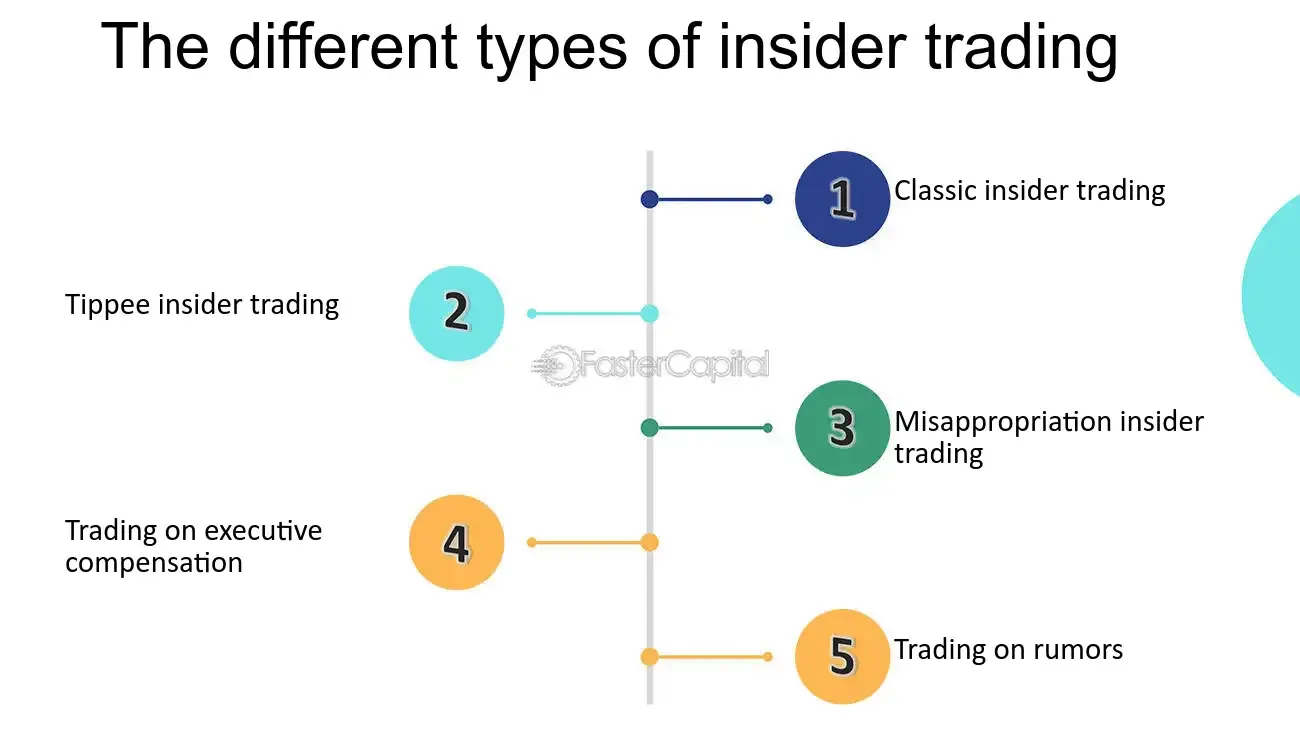 The different types of insider trading
1
Classic insider trading
Tippee insider trading
2
FasterCapital
3
Misappropriation insider
trading
Trading on executive
compensation
4
5
Trading on rumors